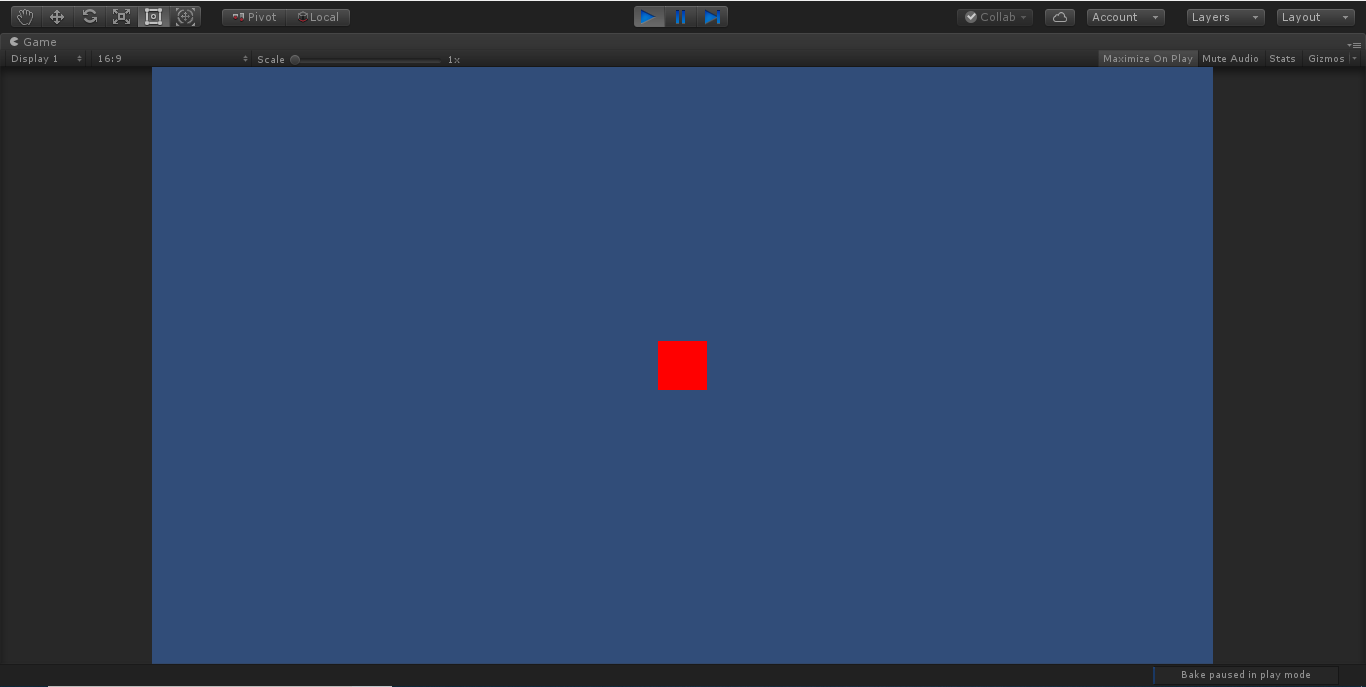 Pivot Local Collab Account Layers Layout
Game
Display 1 16:9 Scale 1x Maximize On Play Mute Audio Stats Gizmos
Bake paused in play mode